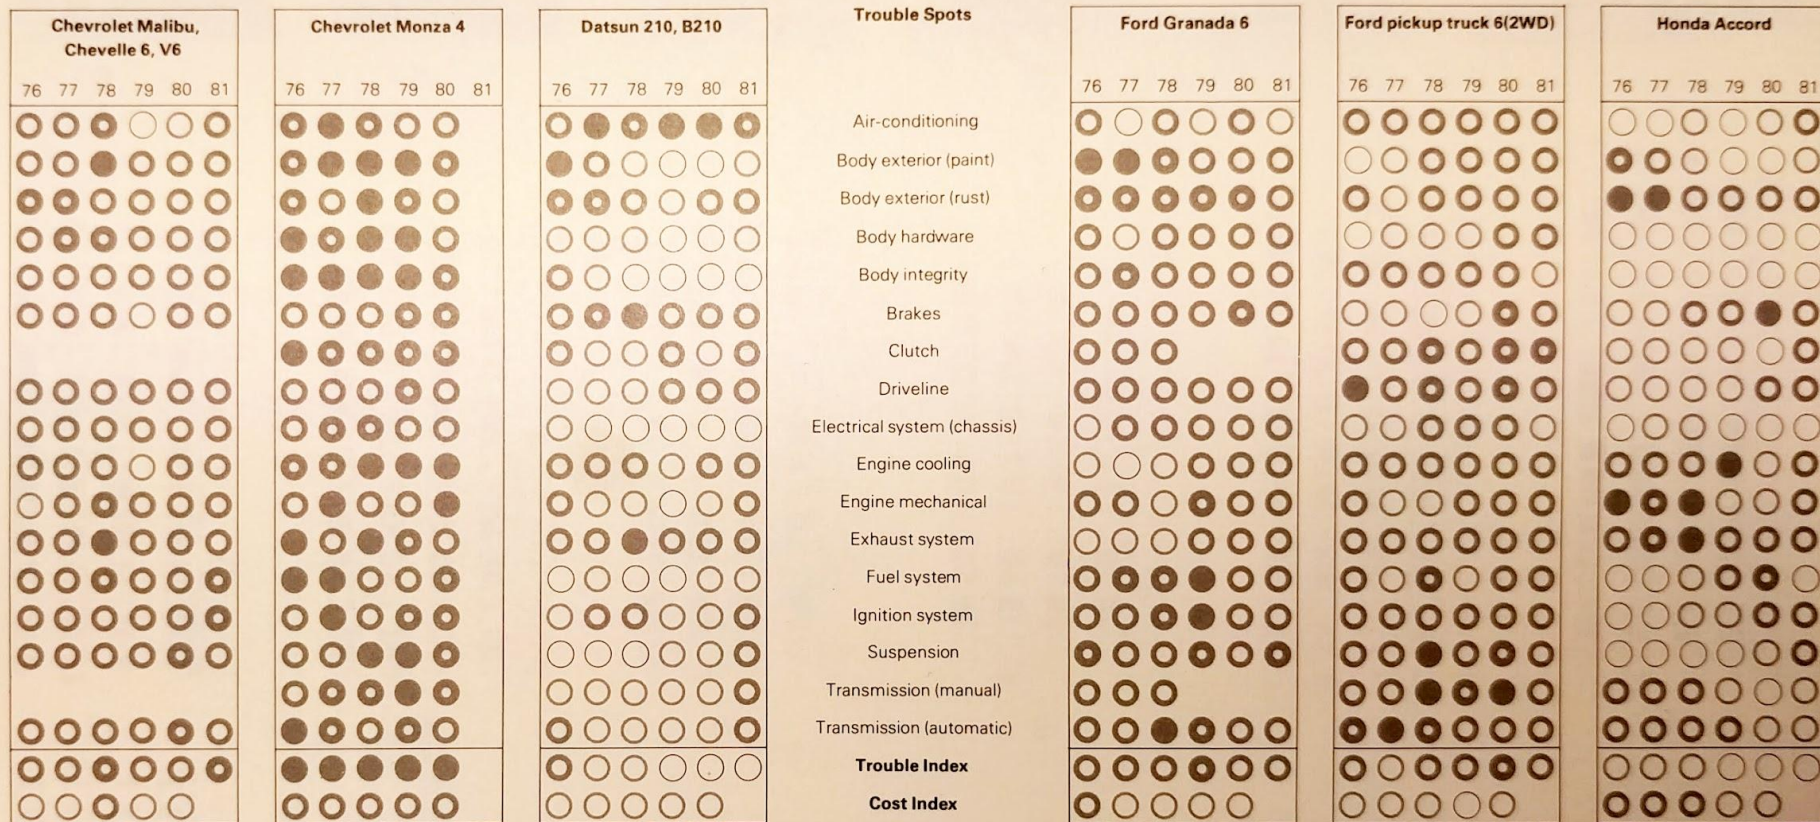 Chevrolet Malibu,
Chevelle 6, V6
76 77 78 79 80 81
Chevrolet Monza 4
76 77 78 79 80 81
Datsun 210, B210
76 77 78 79 80 81
Trouble Spots
Air-conditioning
Body exterior (paint)
Body exterior (rust)
Body hardware
Body integrity
Brakes
Clutch
Driveline
Electrical system (chassis)
Engine cooling
Engine mechanical
Exhaust system
Fuel system
Ignition system
Suspension
Transmission (manual)
Transmission (automatic)
Trouble Index
Cost Index
Ford Granada 6
76 77 78 79 80 81
Ford pickup truck 6(2WD)
76 77 78 79 80 81
Honda Accord
76 77 78 79 80 81